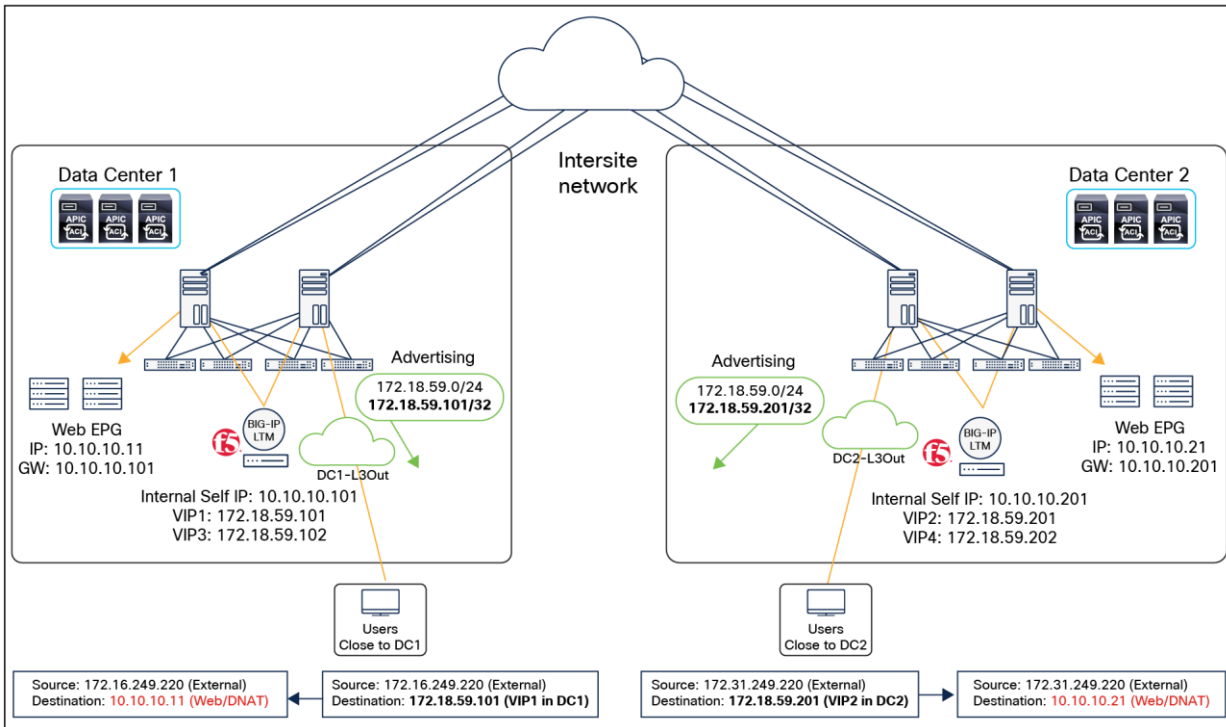 Intersite
network
Data Center 1
APIC
APIC
APIC
ACI
ACI
ACI
Advertising
172.18.59.0/24
172.18.59.101/32
Web EPG
IP: 10.10.10.11
GW: 10.10.10.101
f5
BIG-IP
LTM
DC1-L3Out
Internal Self IP: 10.10.10.101
VIP1: 172.18.59.101
VIP3: 172.18.59.102
Users
Close to DC1
Data Center 2
APIC
APIC
APIC
ACI
ACI
ACI
Advertising
172.18.59.0/24
172.18.59.201/32
DC2-L3Out
f5
BIG-IP
LTM
Web EPG
IP: 10.10.10.21
GW: 10.10.10.201
Internal Self IP: 10.10.10.201
VIP2: 172.18.59.201
VIP4: 172.18.59.202
Users
Close to DC2
Source: 172.16.249.220 (External)
Destination: 10.10.10.11 (Web/DNAT)
Source: 172.16.249.220 (External)
Destination: 172.18.59.101 (VIP1 in DC1)
Source: 172.31.249.220 (External)
Destination: 172.18.59.201 (VIP2 in DC2)
Source: 172.31.249.220 (External)
Destination: 10.10.10.21 (Web/DNAT)